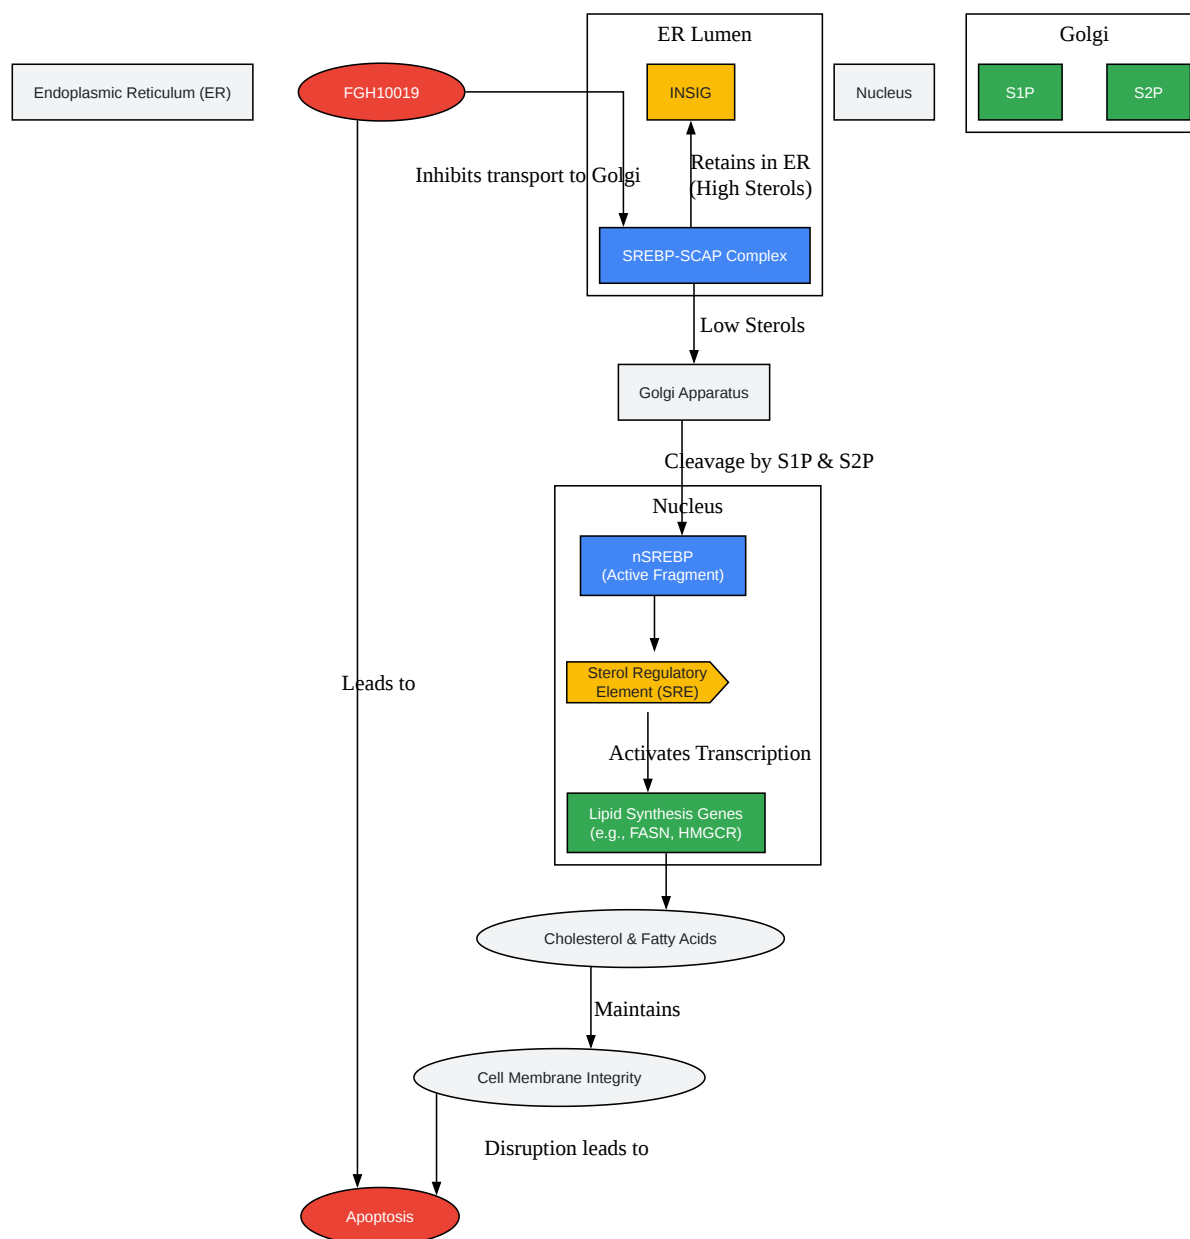 ER Lumen
Golgi
Endoplasmic Reticulum (ER)
FGH10019
INSIG
Nucleus
S1P
S2P
Inhibits transport to Golgi
Retains in ER
(High Sterols)
SREBP-SCAP Complex
Low Sterols
Golgi Apparatus
Cleavage by S1P & S2P
Nucleus
nSREBP
(Active Fragment)
Sterol Regulatory
Element (SRE)
Leads to
Activates Transcription
Lipid Synthesis Genes
(e.g., FASN, HMGCR)
Cholesterol & Fatty Acids
Maintains
Cell Membrane Integrity
Disruption leads to
Apoptosis